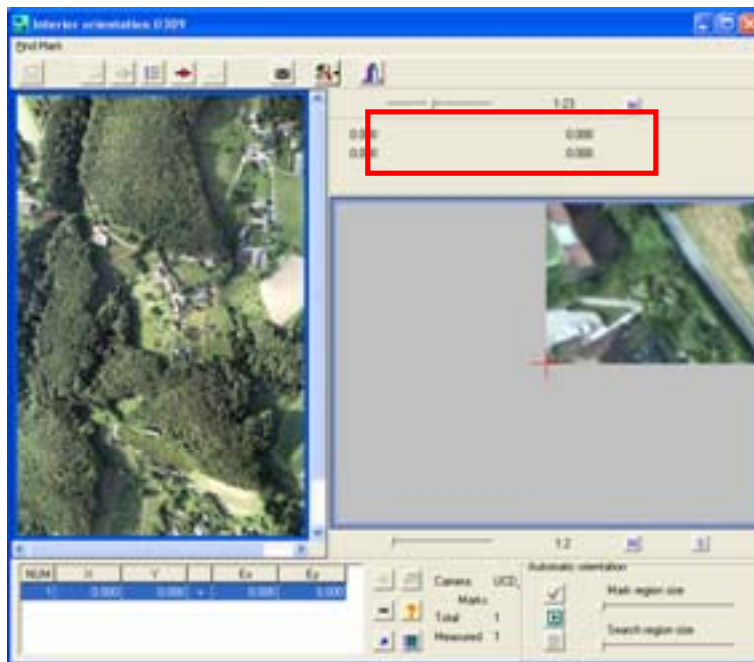 Interior orientation 0309
Find Mark
1:23
0.000 0.000
0.000 0.000
1:2
NUM X Y Ex Ey
1 0.000 0.000 + 0.000 0.000
Camera UCD
Marks
Total 1
Measured 1
Automatic orientation
Mark region size
Search region size